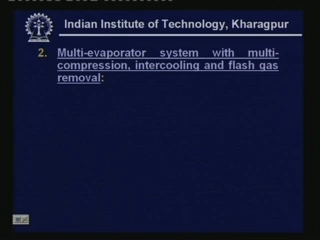 Indian Institute of Technology, Kharagpur
2. Multi-evaporator system with multi-
compression, intercooling and flash gas
removal: